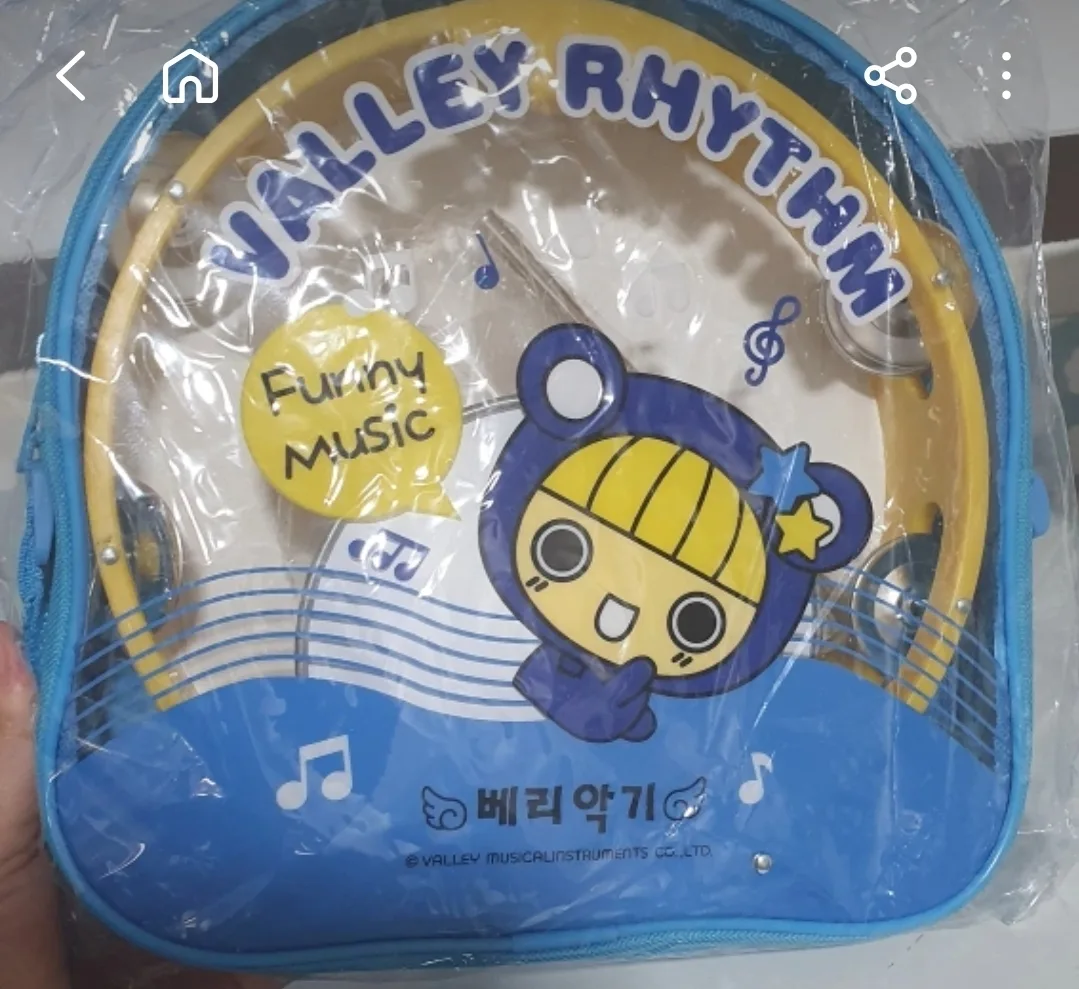 VALLEY RHYTHM
Funny
Music
베리악기
© VALLEY MUSICALINSTRUMENTS CO.,LTD.